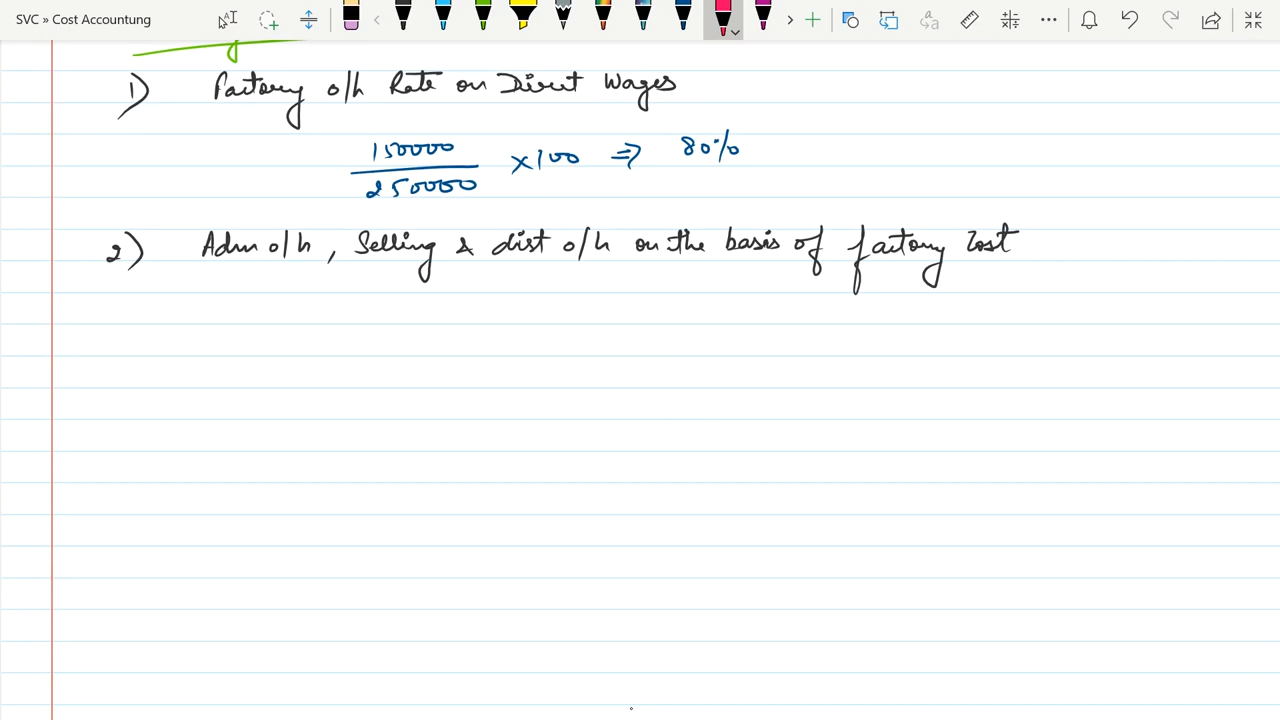 SVC » Cost Accountung
1) Factory o/h Rate on Direct Wages
150000
250000 ×100 ⇒ 80%
2) Adm o/h, Selling & dist o/h on the basis of factory Cost